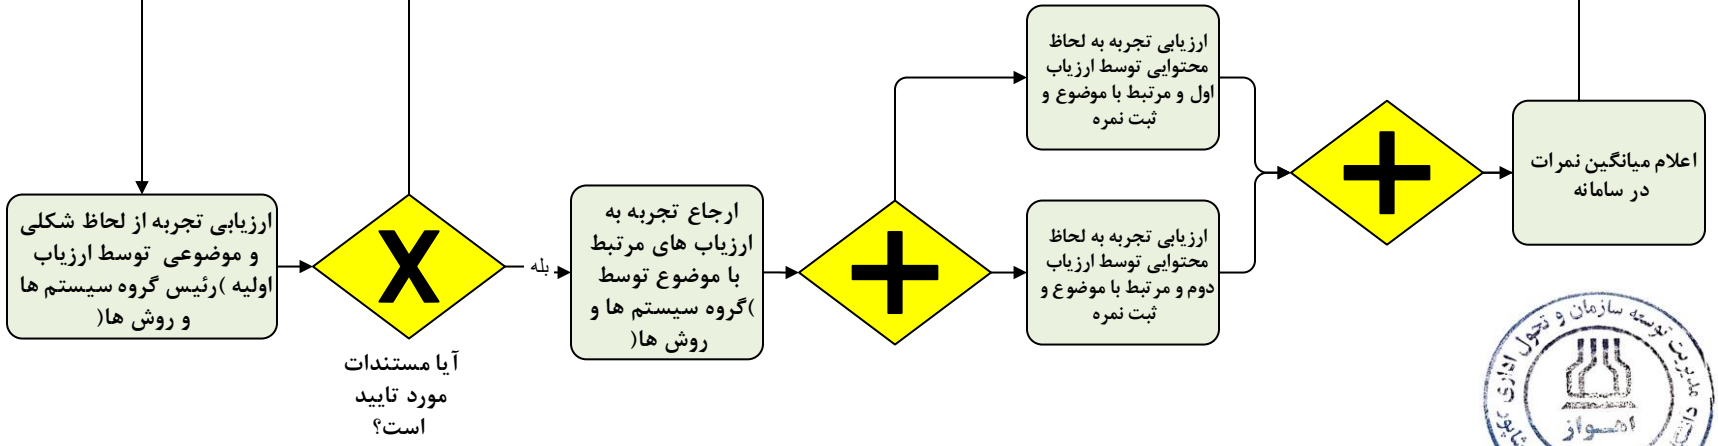 ارزیابی تجربه از لحاظ شکلی
و موضوعی توسط ارزیاب
اولیه )رئیس گروه سیستم ها
و روش ها(
X
آیا مستندات
مورد تایید
است؟
بله
ارجاع تجربه به
ارزیاب های مرتبط
با موضوع توسط
)گروه سیستم ها و
روش ها(
ارزیابی تجربه به لحاظ
محتوایی توسط ارزیاب
اول و مرتبط با موضوع و
ثبت نمره
ارزیابی تجربه به لحاظ
محتوایی توسط ارزیاب
دوم و مرتبط با موضوع و
ثبت نمره
اعلام میانگین نمرات
در سامانه
مدیریت توسعه سازمان و تحول اداری
اهواز